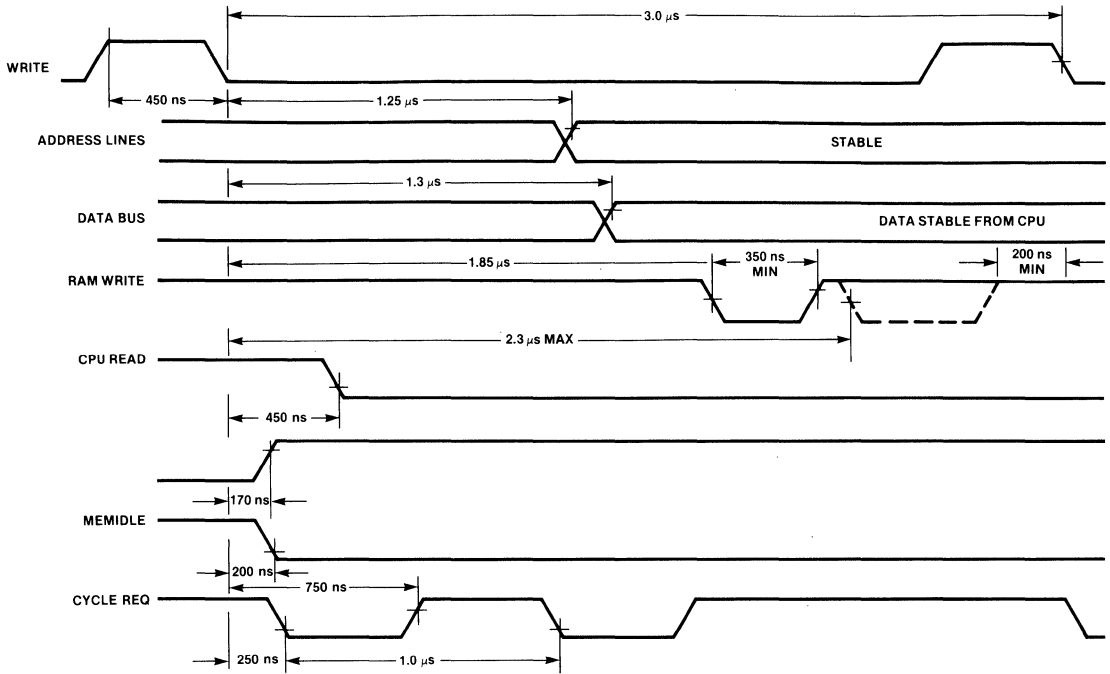 3.0 µs
WRITE
450 ns
1.25 µs
ADDRESS LINES
STABLE
1.3 µs
DATA BUS
DATA STABLE FROM CPU
1.85 µs
350 ns
MIN
200 ns
MIN
RAM WRITE
2.3 µs MAX
CPU READ
450 ns
170 ns
MEMIDLE
200 ns
750 ns
CYCLE REQ
250 ns
1.0 µs